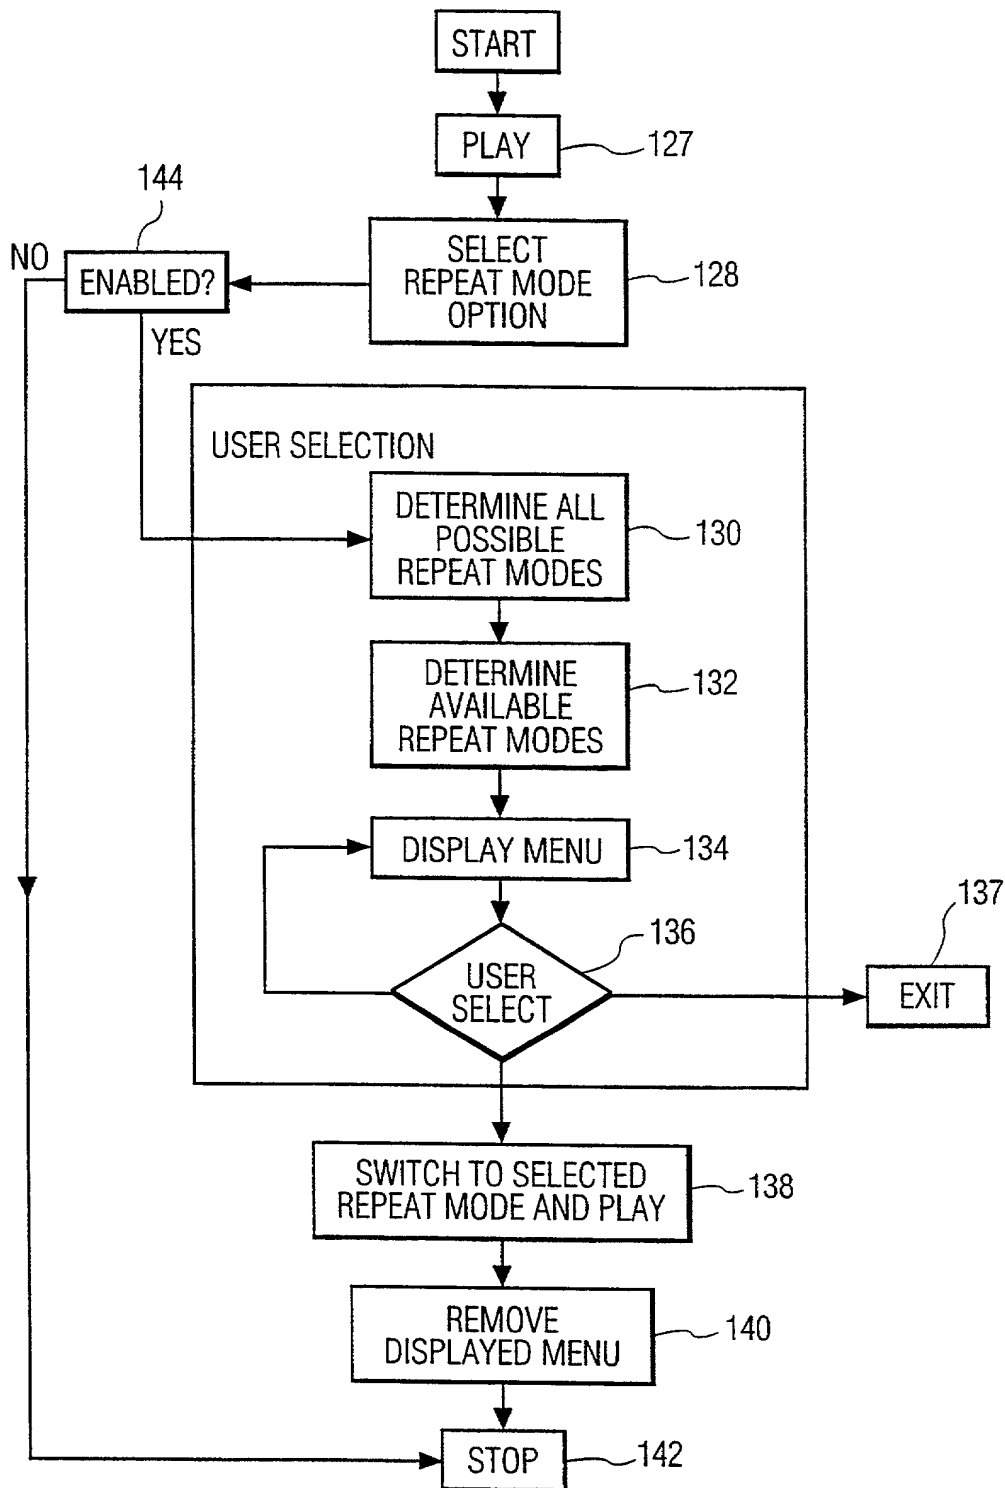 START
PLAY
127
144
SELECT
REPEAT MODE
OPTION
128
NO
ENABLED?
YES
USER SELECTION
DETERMINE ALL
POSSIBLE
REPEAT MODES
130
DETERMINE
AVAILABLE
REPEAT MODES
132
DISPLAY MENU
134
136
USER
SELECT
137
EXIT
SWITCH TO SELECTED
REPEAT MODE AND PLAY
138
REMOVE
DISPLAYED MENU
140
STOP
142